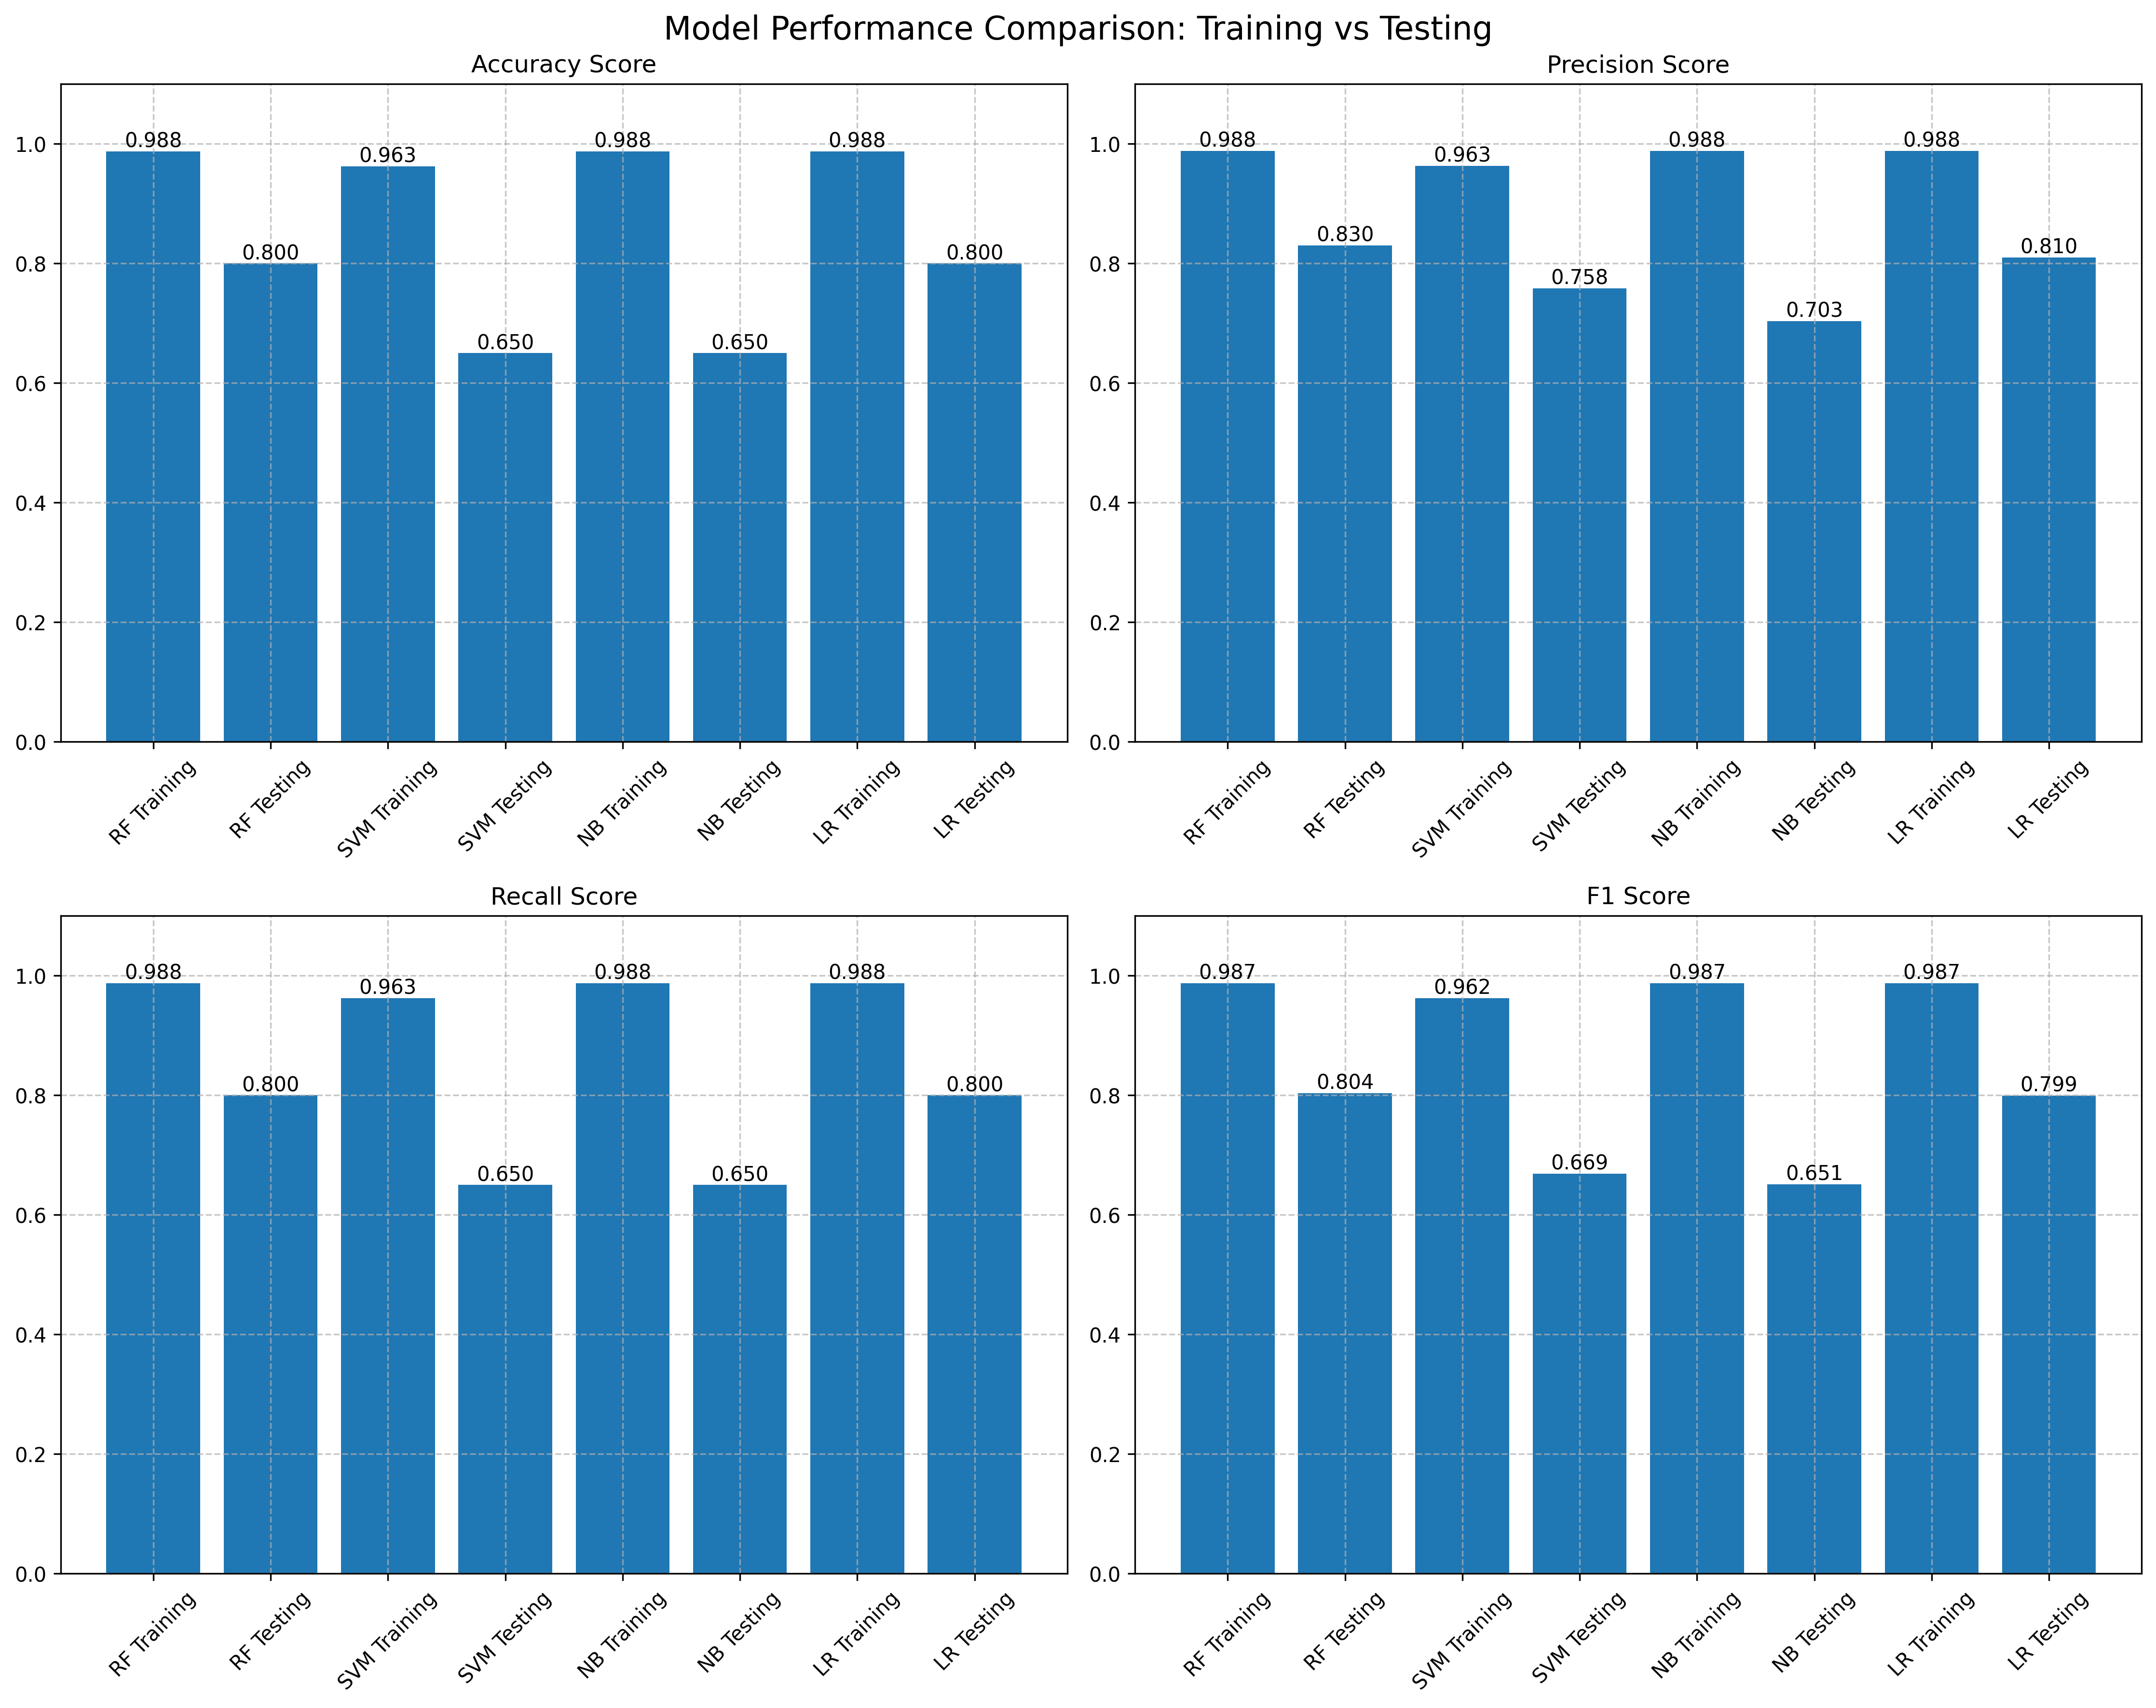 Model Performance Comparison: Training vs Testing
Accuracy Score
1.0
0.8
0.6
0.4
0.2
0.0
0.988
0.800
0.963
0.650
0.988
0.650
0.988
0.800
RF Training
RF Testing
SVM Training
SVM Testing
NB Training
NB Testing
LR Training
LR Testing
Precision Score
1.0
0.8
0.6
0.4
0.2
0.0
0.988
0.830
0.963
0.758
0.988
0.703
0.988
0.810
RF Training
RF Testing
SVM Training
SVM Testing
NB Training
NB Testing
LR Training
LR Testing
Recall Score
1.0
0.8
0.6
0.4
0.2
0.0
0.988
0.800
0.963
0.650
0.988
0.650
0.988
0.800
RF Training
RF Testing
SVM Training
SVM Testing
NB Training
NB Testing
LR Training
LR Testing
F1 Score
1.0
0.8
0.6
0.4
0.2
0.0
0.987
0.804
0.962
0.669
0.987
0.651
0.987
0.799
RF Training
RF Testing
SVM Training
SVM Testing
NB Training
NB Testing
LR Training
LR Testing